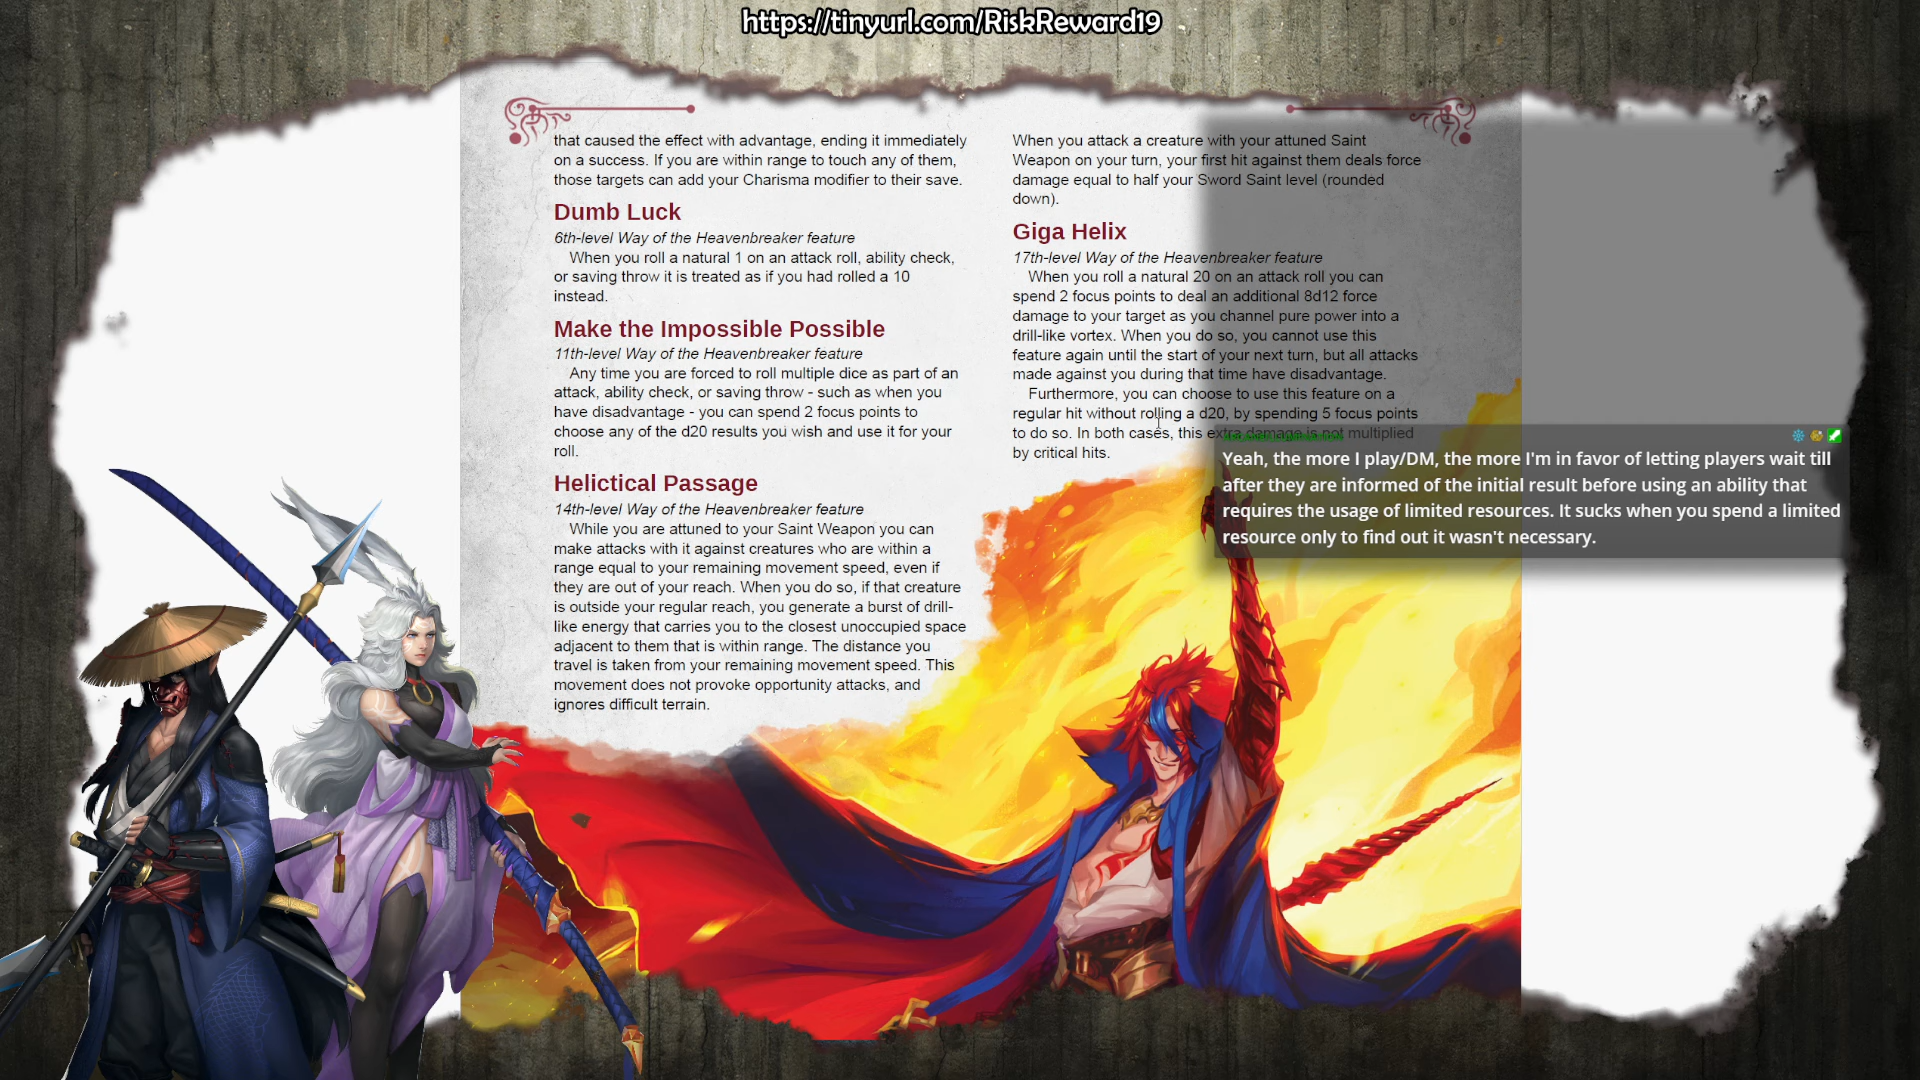 https://tinyurl.com/RiskReward19
that caused the effect with advantage, ending it immediately
on a success. If you are within range to touch any of them,
those targets can add your Charisma modifier to their save.
Dumb Luck
6th-level Way of the Heavenbreaker feature
When you roll a natural 1 on an attack roll, ability check,
or saving throw it is treated as if you had rolled a 10
instead.
Make the Impossible Possible
11th-level Way of the Heavenbreaker feature
Any time you are forced to roll multiple dice as part of an
attack, ability check, or saving throw - such as when you
have disadvantage - you can spend 2 focus points to
choose any of the d20 results you wish and use it for your
roll.
Helictical Passage
14th-level Way of the Heavenbreaker feature
While you are attuned to your Saint Weapon you can
make attacks with it against creatures who are within a
range equal to your remaining movement speed, even if
they are out of your reach. When you do so, if that creature
is outside your regular reach, you generate a burst of drill-
like energy that carries you to the closest unoccupied space
adjacent to them that is within range. The distance you
travel is taken from your remaining movement speed. This
movement does not provoke opportunity attacks, and
ignores difficult terrain.
When you attack a creature with your attuned Saint
Weapon on your turn, your first hit against them deals force
damage equal to half your Sword Saint level (rounded
down).
Giga Helix
17th-level Way of the Heavenbreaker feature
When you roll a natural 20 on an attack roll you can
spend 2 focus points to deal an additional 8d12 force
damage to your target as you channel pure power into a
drill-like vortex. When you do so, you cannot use this
feature again until the start of your next turn, but all attacks
made against you during that time have disadvantage.
Furthermore, you can choose to use this feature on a
regular hit without rolling a d20, by spending 5 focus points
to do so. In both cases, this extra damage is not multiplied
by critical hits.
Yeah, the more I play/DM, the more I'm in favor of letting players wait till
after they are informed of the initial result before using an ability that
requires the usage of limited resources. It sucks when you spend a limited
resource only to find out it wasn't necessary.